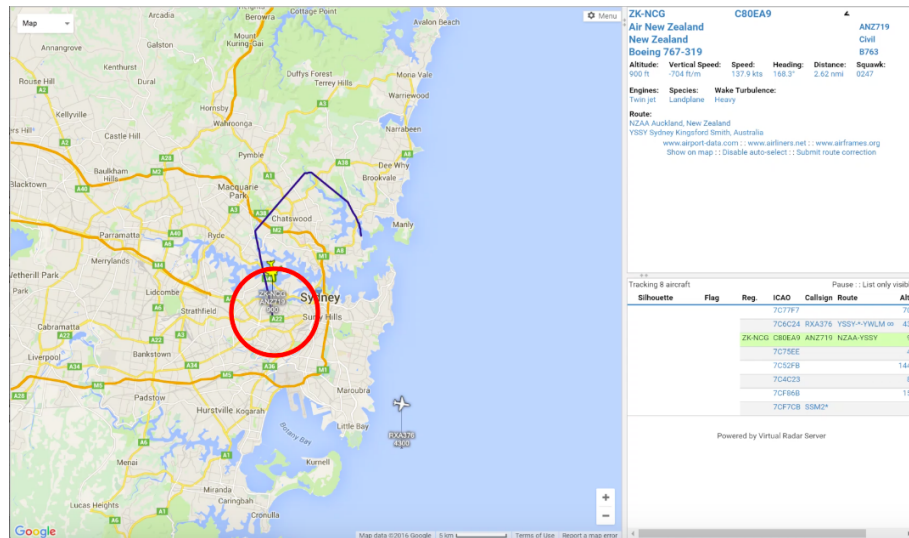 Map
Menu
Cottage Point
Arcadia
Berowra
Avalon Beach
Mount
Kuring Gai
Annangrove
Galston
Kenthurst
Duffys Forest
Terrey Hills
Mona Vale
Rouse Hill
Dural
Warriewood
Hornsby
Kellyville
Wahroonga
Narrabeen
Castle Hill
Pymble
Dee Why
Baulkham
Hills
Brookvale
Blacktown
Macquarie
Park
Chatswood
Manly
Parramatta
Ryde
Merrylands
Wetherill Park
Lidcombe
Strathfield
Sydney
Surry Hills
ZK-NCG
ANZ719
900
Cabramatta
Bankstown
Liverpool
Maroubra
Padstow
Hurstville
Kogarah
Little Bay
RXA376
4300
Botany
Bay
Menai
Kurnell
Miranda
Caringbah
Lucas Heights
Cronulla
Google
Map data ©2016 Google
5 km
Terms of Use
Report a map error
ZK-NCG C80EA9
Air New Zealand ANZ719
New Zealand Civil
Boeing 767-319 B763
Altitude: Vertical Speed: Speed: Heading: Distance: Squawk:
900 ft -704 ft/m 137.9 kts 168.3° 2.62 nmi 0247
Engines: Species: Wake Turbulence:
Twin jet Landplane Heavy
Route:
NZAA Auckland, New Zealand
YSSY Sydney Kingsford Smith, Australia
www.airport-data.com : : www.airliners.net : : www.airframes.org
Show on map : : Disable auto-select : : Submit route correction
Tracking 8 aircraft Pause : : List only visib
Silhouette Flag Reg. ICAO Callsign Route Alt
7C77F7
7C6C24 RXA376 YSSY-*-YWLM
ZK-NCG C80EA9 ANZ719 NZAA-YSSY
7C75EE
7C52FB
7C4C23
7CF86B
7CF7CB SSM2*
Powered by Virtual Radar Server